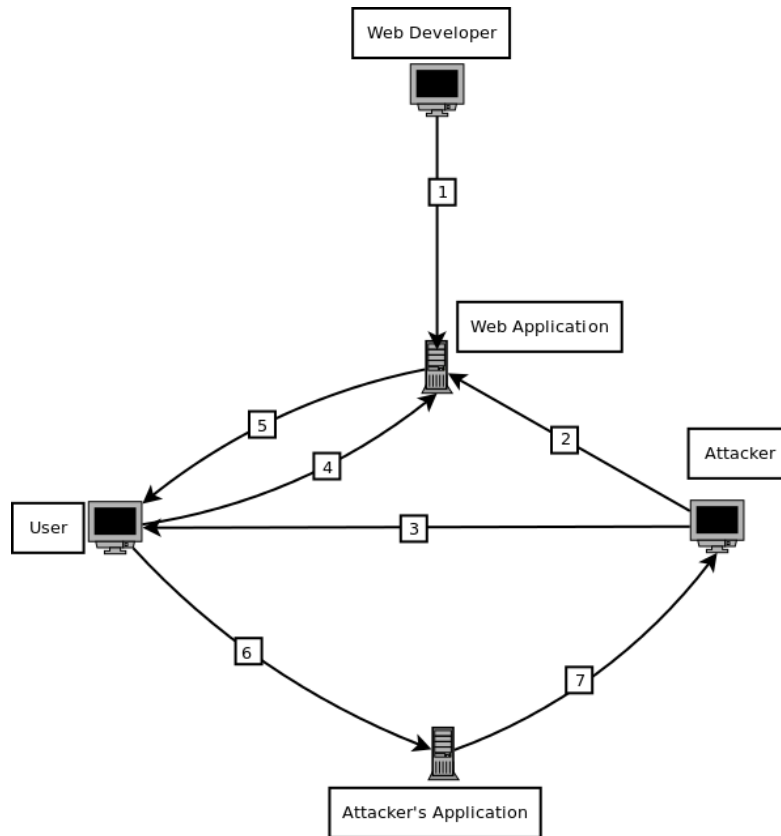 Web Developer
1
Web Application
5
4
2
Attacker
User
3
6
7
Attacker's Application